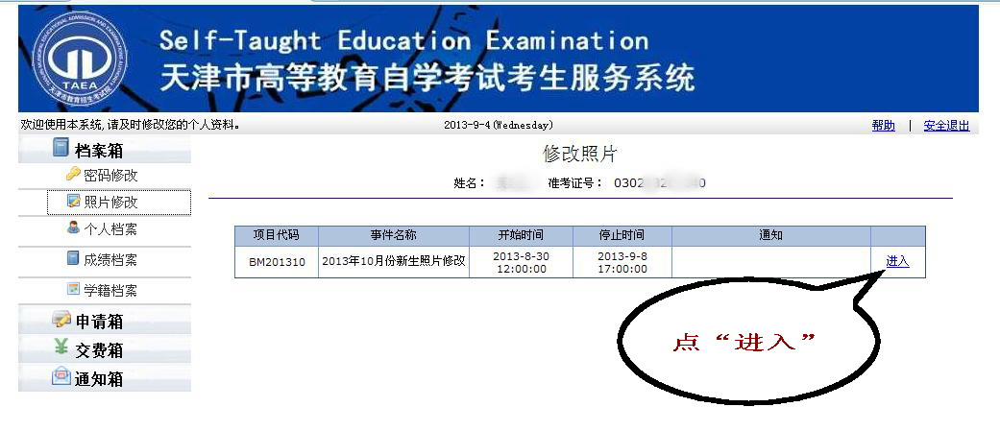 Self-Taught Education Examination
天津市高等教育自学考试考生服务系统
TAEA
欢迎使用本系统,请及时修改您的个人资料。 2013-9-4(Wednesday) 帮助 | 安全退出
档案箱
密码修改
照片修改
个人档案
成绩档案
学籍档案
申请箱
交费箱
通知箱
修改照片
姓名： 准考证号：
项目代码 事件名称 开始时间 停止时间 通知
BM201310 2013年10月份新生照片修改 2013-8-30 12:00:00 2013-9-8 17:00:00 进入
点“进入”